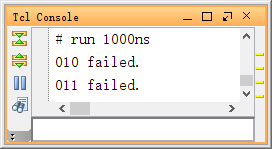 Tcl Console
# run 1000ns
010 failed.
011 failed.